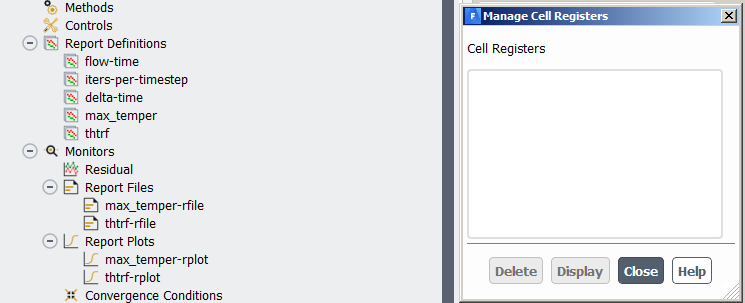 Methods
Controls
Report Definitions
flow-time
iters-per-timestep
delta-time
max_temper
thtrf
Monitors
Residual
Report Files
max_temper-rfile
thtrf-rfile
Report Plots
max_temper-rplot
thtrf-rplot
Convergence Conditions
F Manage Cell Registers
Cell Registers
Delete Display Close Help